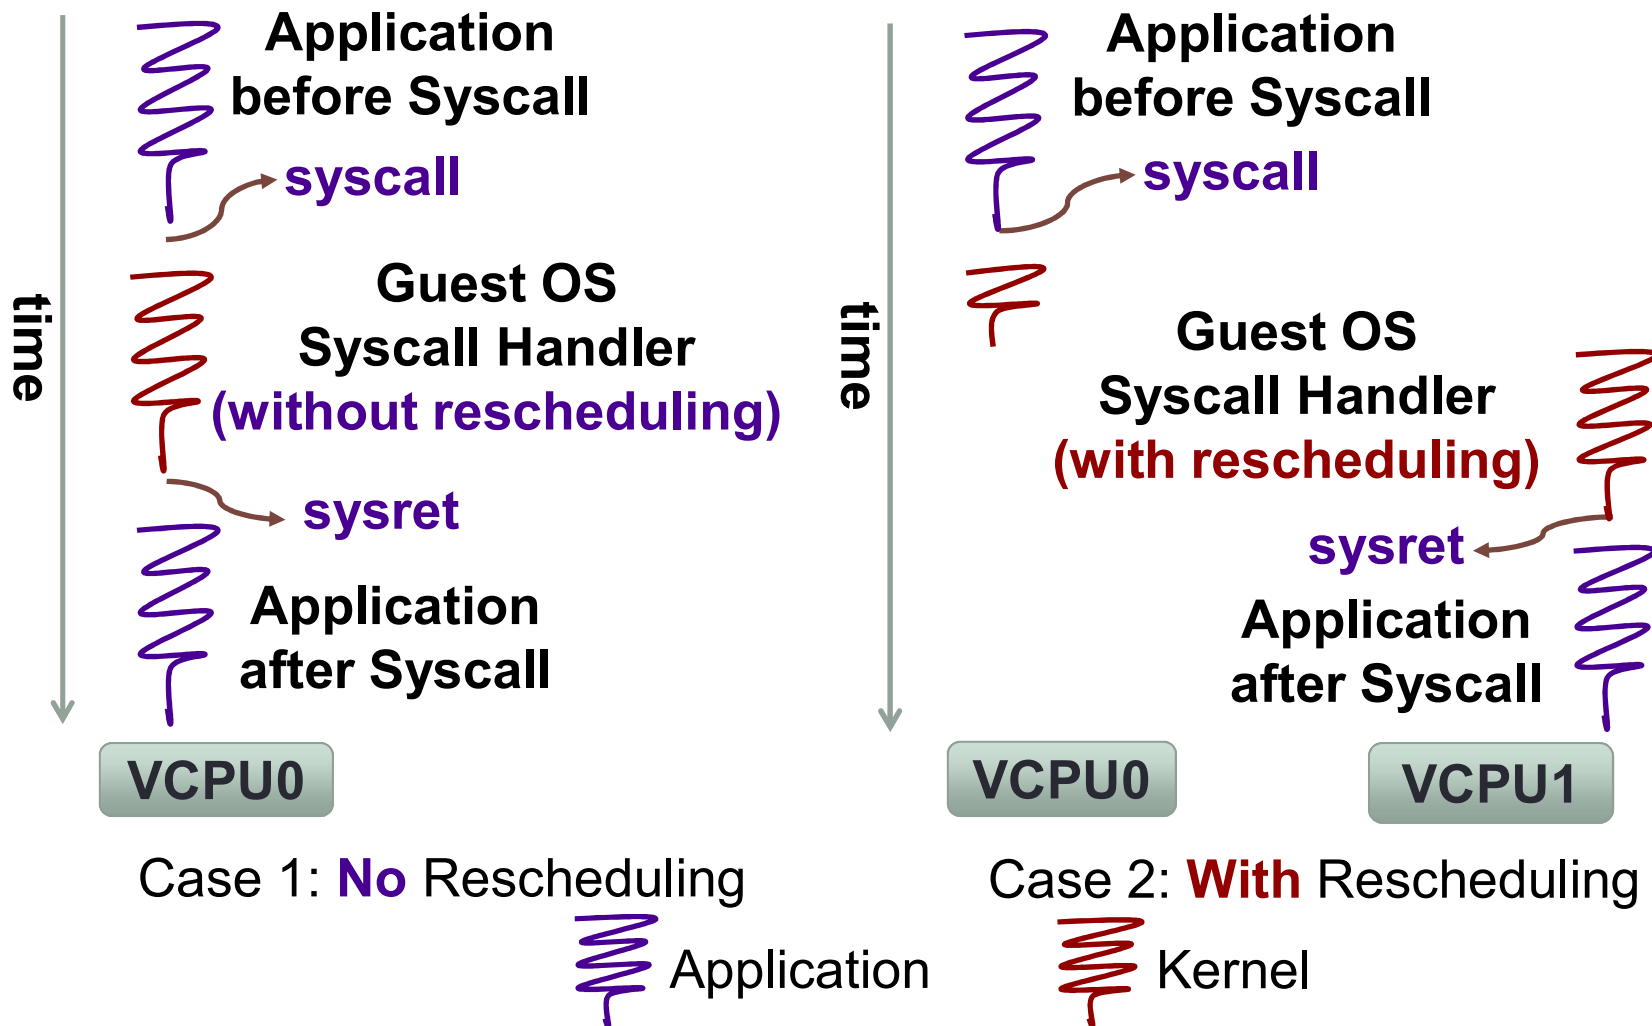 Application
before Syscall
syscall
time
Guest OS
Syscall Handler
(without rescheduling)
sysret
Application
after Syscall
VCPU0
Case 1: No Rescheduling
Application
before Syscall
syscall
time
Guest OS
Syscall Handler
(with rescheduling)
sysret
Application
after Syscall
VCPU0
VCPU1
Case 2: With Rescheduling
Application
Kernel